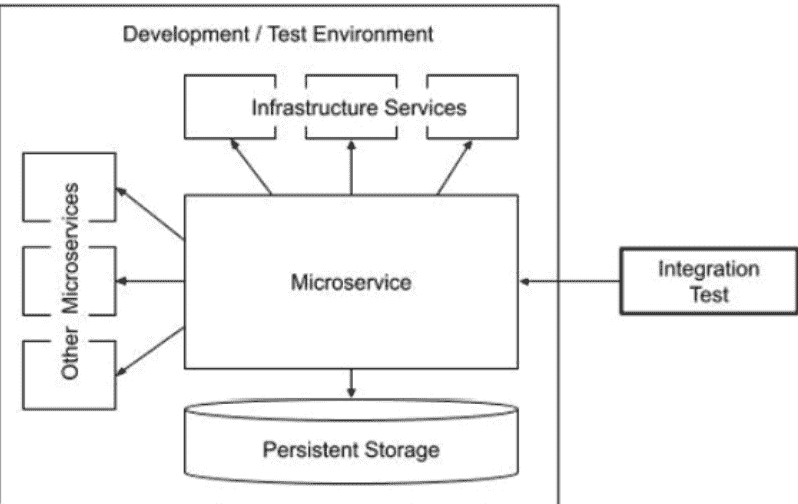 Development / Test Environment
Infrastructure Services
Other Microservices
Microservice
Integration
Test
Persistent Storage